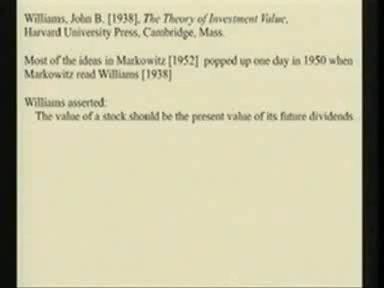 Williams, John B. [1938], The Theory of Investment Value,
Harvard University Press, Cambridge, Mass.
Most of the ideas in Markowitz [1952] popped up one day in 1950 when
Markowitz read Williams [1938]
Williams asserted:
The value of a stock should be the present value of its future dividends